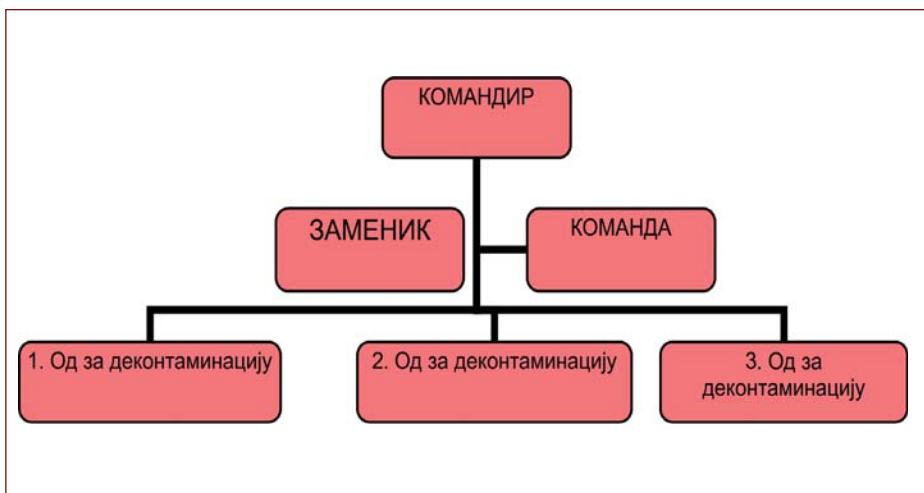 КОМАНДИР
ЗАМЕНИК
КОМАНДА
1. Од за деконтаминацију
2. Од за деконтаминацију
3. Од за
деконтаминацију